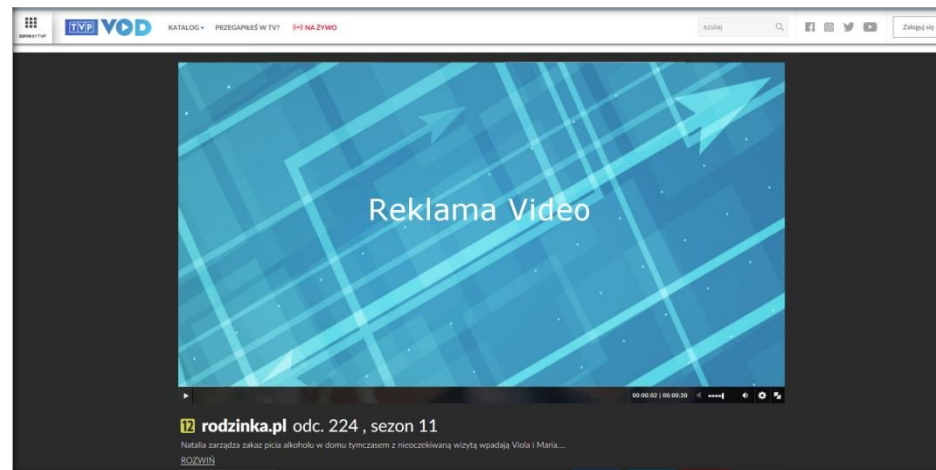 TVP VOD KATALOG PRZEGAPIŁEŚ W TV? NA ŻYWO szukaj Zaloguj się
SERWISY TVP
Reklama Video
00:00:02 | 00:00:30
12 rodzinka.pl odc. 224 , sezon 11
Natalia zarządza zakaz picia alkoholu w domu tymczasem z nieoczekiwaną wizytą wpadają Viola i Maria....
ROZWIŃ